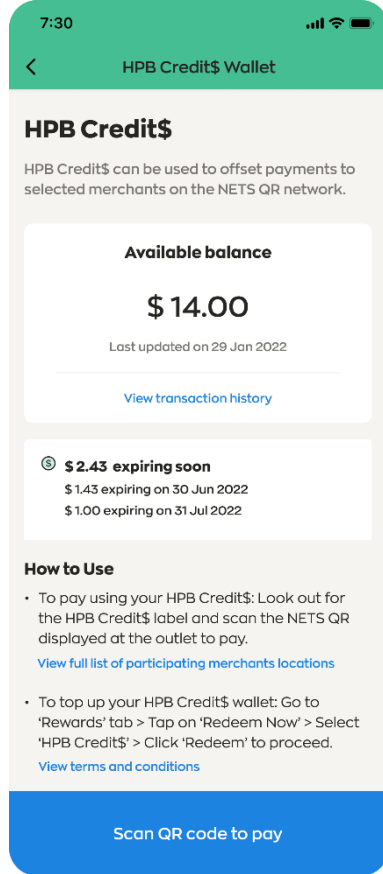 7:30
HPB Credit$ Wallet
HPB Credit$
HPB Credit$ can be used to offset payments to
selected merchants on the NETS QR network.
Available balance
$ 14.00
Last updated on 29 Jan 2022
View transaction history
$ 2.43 expiring soon
$ 1.43 expiring on 30 Jun 2022
$ 1.00 expiring on 31 Jul 2022
How to Use
• To pay using your HPB Credit$: Look out for
the HPB Credit$ label and scan the NETS QR
displayed at the outlet to pay.
View full list of participating merchants locations
• To top up your HPB Credit$ wallet: Go to
‘Rewards’ tab > Tap on ‘Redeem Now’ > Select
‘HPB Credit$’ > Click ‘Redeem’ to proceed.
View terms and conditions
Scan QR code to pay